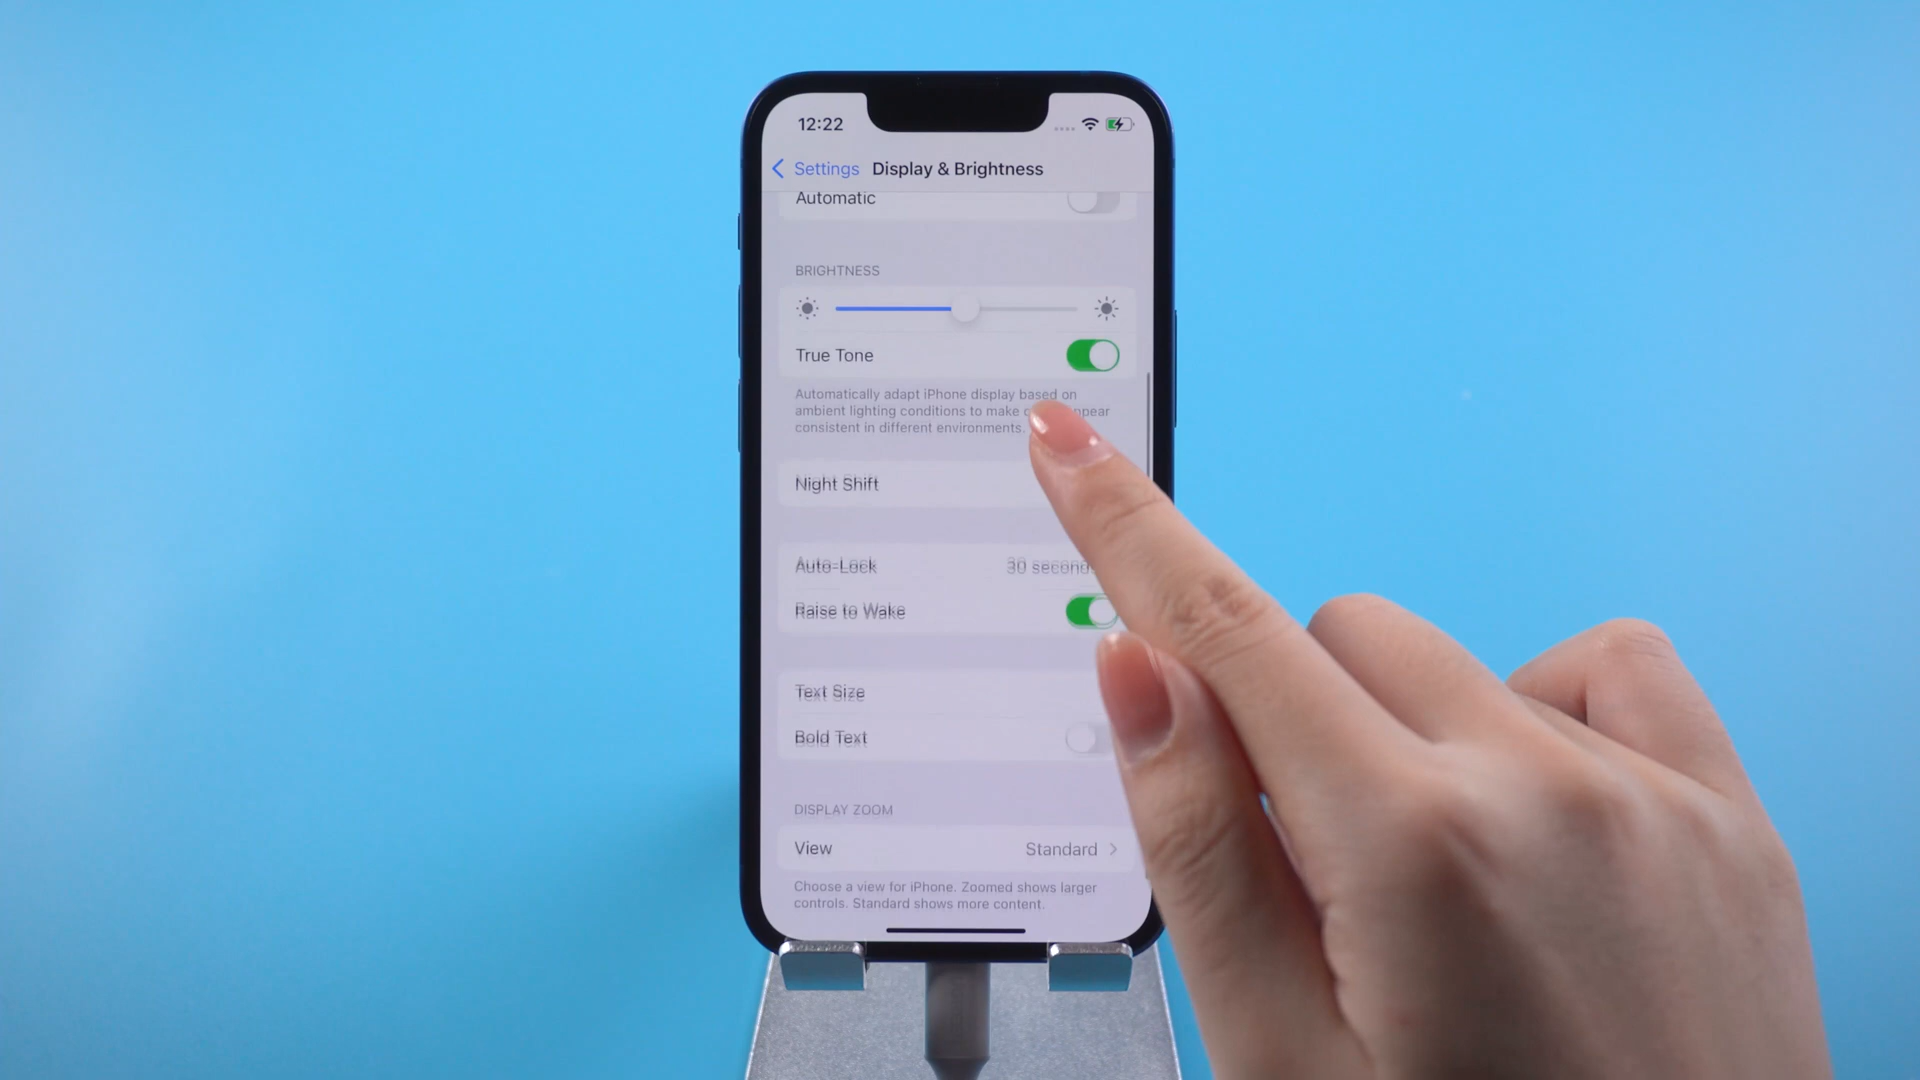 12:22
Settings Display & Brightness
Automatic
BRIGHTNESS
True Tone
Automatically adapt iPhone display based on
ambient lighting conditions to make
consistent in different environments.
Night Shift
Auto-Lock 30 seconds
Raise to Wake
Text Size
Bold Text
DISPLAY ZOOM
View Standard
Choose a view for iPhone. Zoomed shows larger
controls. Standard shows more content.